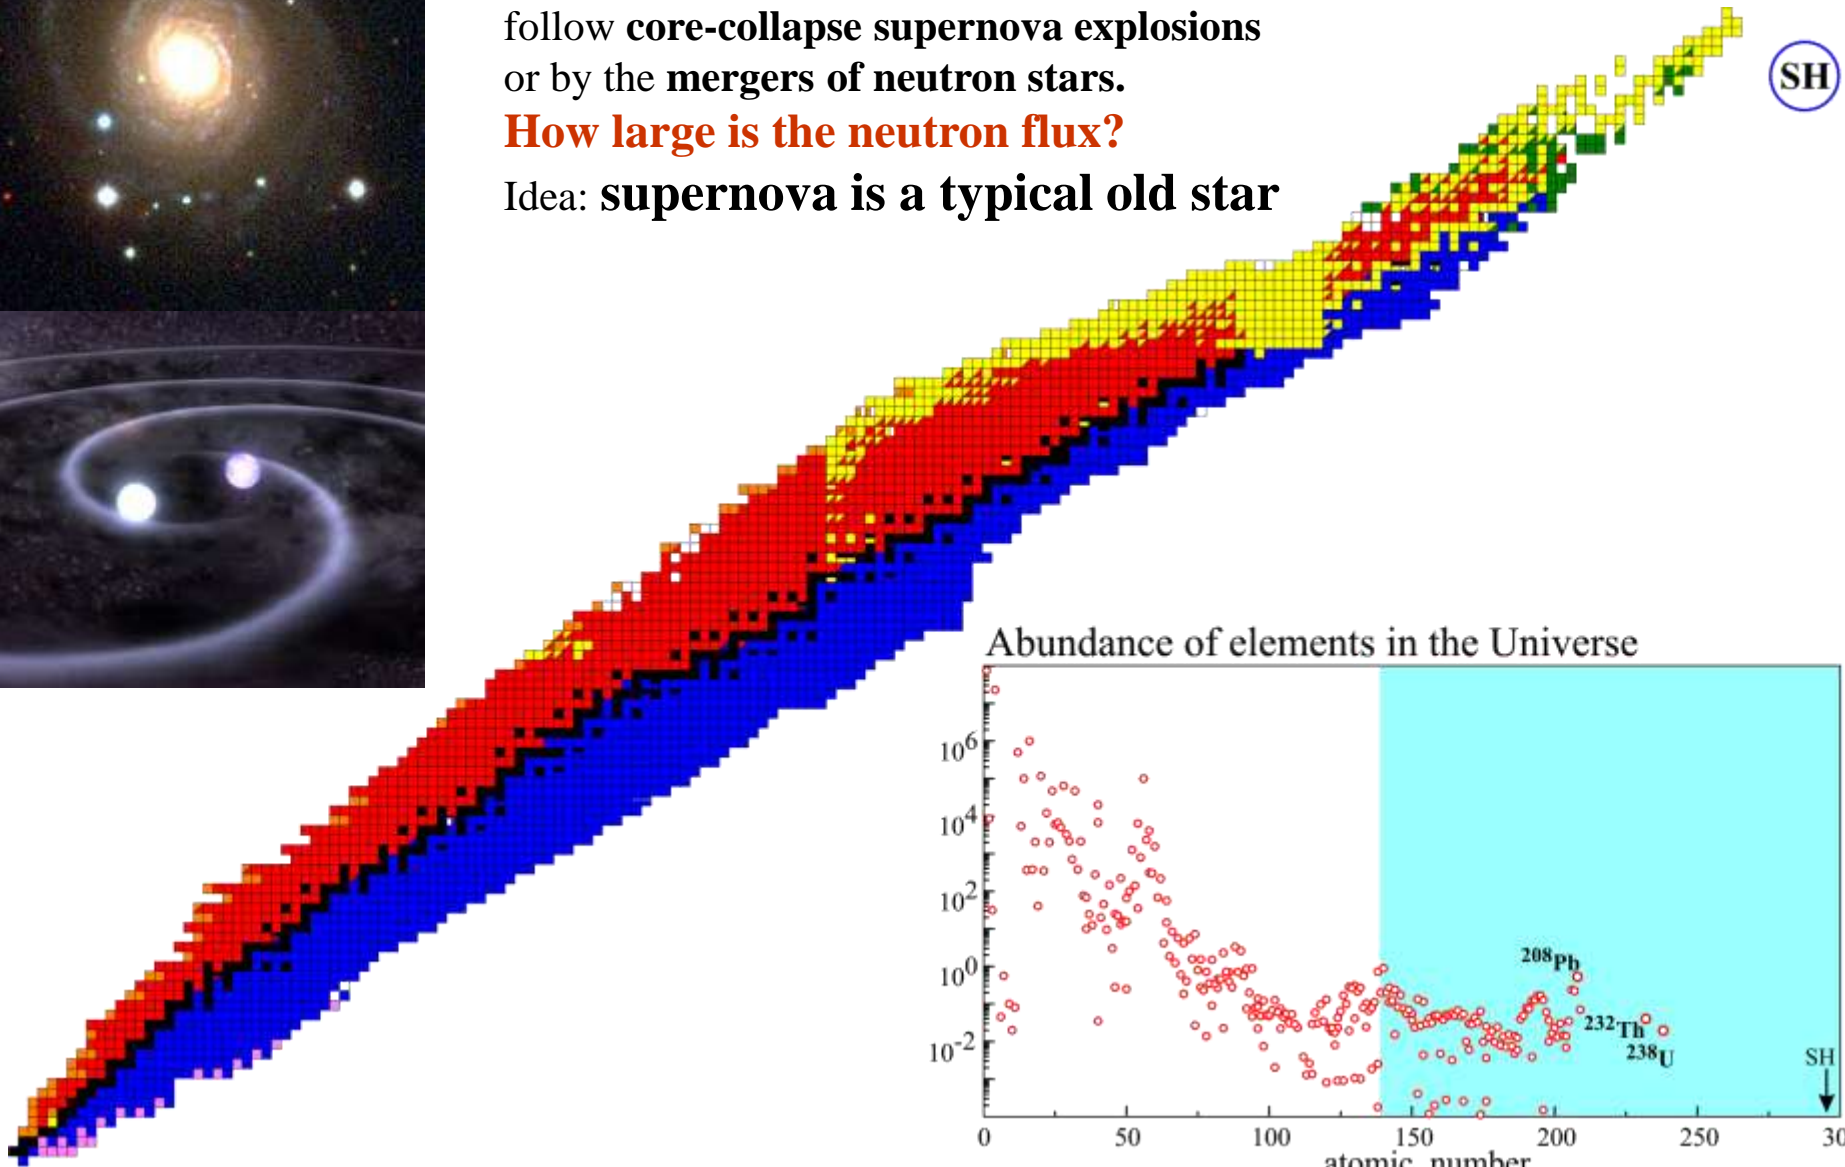 follow core-collapse supernova explosions
or by the mergers of neutron stars.
How large is the neutron flux?
Idea: supernova is a typical old star
SH
Abundance of elements in the Universe
10^6
10^4
10^2
10^0
10^-2
208Pb
232Th
238U
SH
0 50 100 150 200 250 30
atomic number